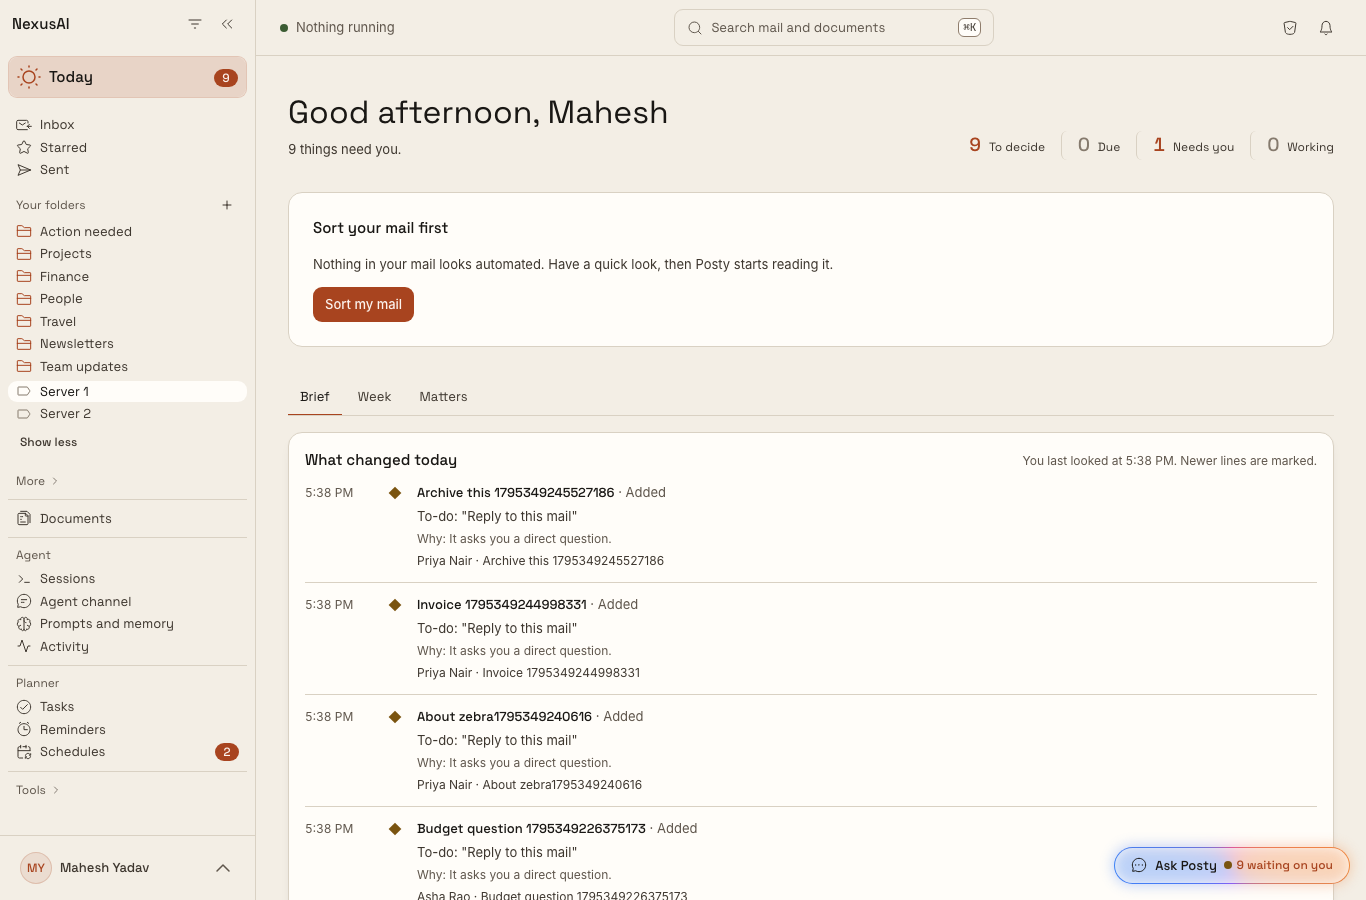 NexusAI
Today 9
Inbox
Starred
Sent
Your folders
Action needed
Projects
Finance
People
Travel
Newsletters
Team updates
Server 1
Server 2
Show less
More
Documents
Agent
Sessions
Agent channel
Prompts and memory
Activity
Planner
Tasks
Reminders
Schedules 2
Tools
MY Mahesh Yadav
Nothing running
Search mail and documents ⌘K
Good afternoon, Mahesh
9 things need you.
9 To decide 0 Due 1 Needs you 0 Working
Sort your mail first
Nothing in your mail looks automated. Have a quick look, then Posty starts reading it.
Sort my mail
Brief Week Matters
What changed today You last looked at 5:38 PM. Newer lines are marked.
5:38 PM Archive this 1795349245527186 · Added
To-do: "Reply to this mail"
Why: It asks you a direct question.
Priya Nair · Archive this 1795349245527186
5:38 PM Invoice 1795349244998331 · Added
To-do: "Reply to this mail"
Why: It asks you a direct question.
Priya Nair · Invoice 1795349244998331
5:38 PM About zebra1795349240616 · Added
To-do: "Reply to this mail"
Why: It asks you a direct question.
Priya Nair · About zebra1795349240616
5:38 PM Budget question 1795349226375173 · Added
To-do: "Reply to this mail"
Why: It asks you a direct question.
Asha Rao · Budget question 1795349226375173
Ask Posty 9 waiting on you